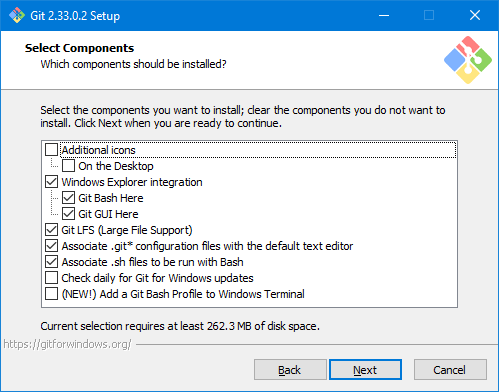 Git 2.33.0.2 Setup
Select Components
Which components should be installed?
Select the components you want to install; clear the components you do not want to
install. Click Next when you are ready to continue.
Additional icons
On the Desktop
Windows Explorer integration
Git Bash Here
Git GUI Here
Git LFS (Large File Support)
Associate .git* configuration files with the default text editor
Associate .sh files to be run with Bash
Check daily for Git for Windows updates
(NEW!) Add a Git Bash Profile to Windows Terminal
Current selection requires at least 262.3 MB of disk space.
https://gitforwindows.org/
Back
Next
Cancel